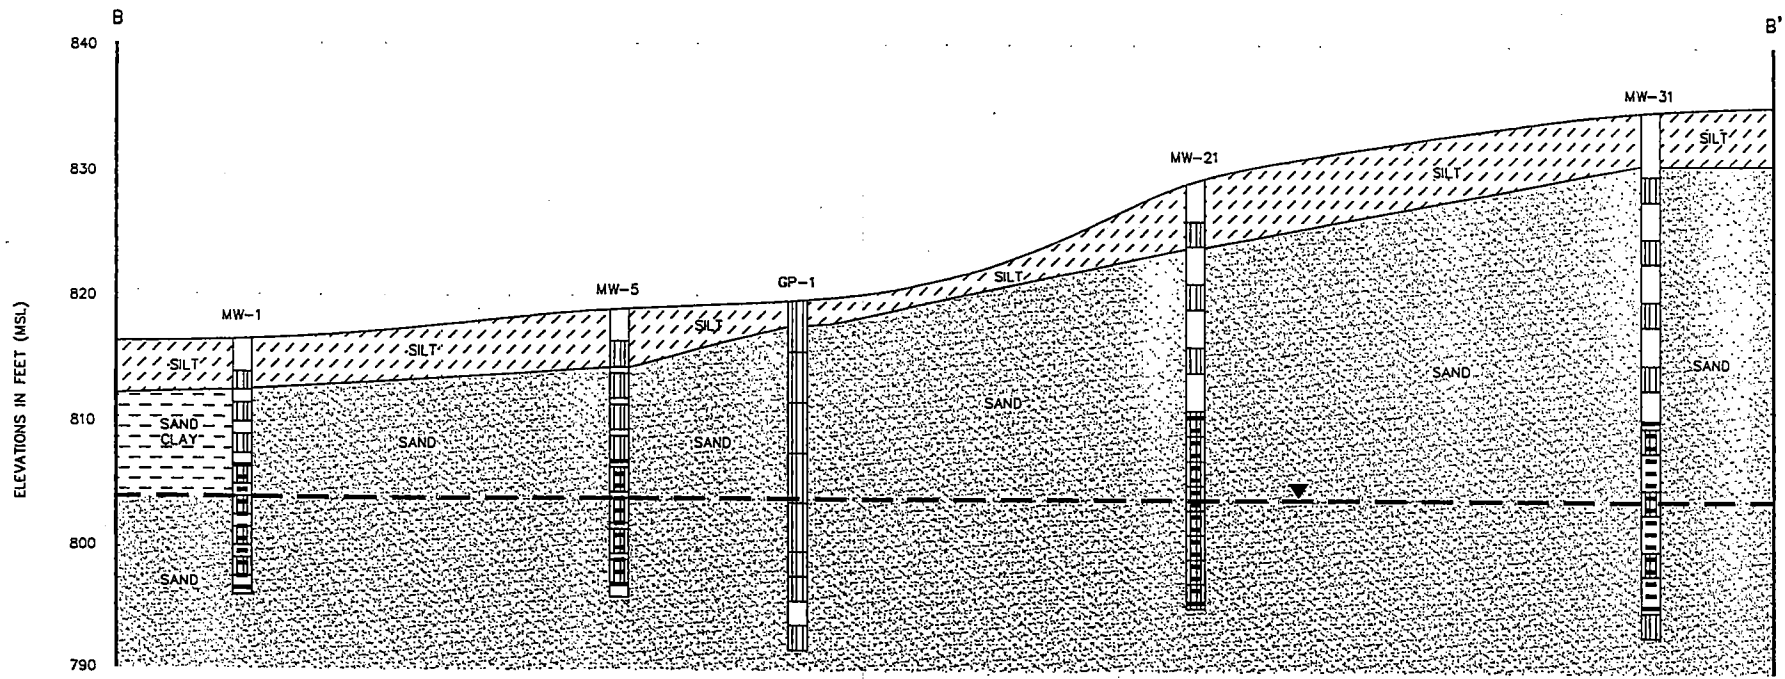 B
B'
840
MW-31
SILT
MW-21
830
SILT
820
MW-5
GP-1
SILT
MW-1
SILT
SILT
SILT
SAND
SAND
SAND
810
SAND
CLAY
SAND
SAND
800
SAND
790
ELEVATIONS IN FEET (MSL)